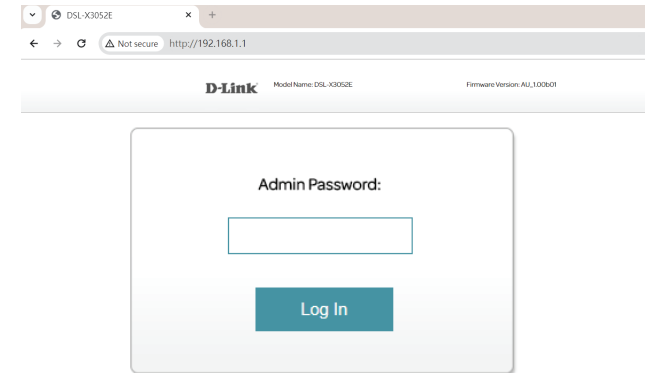 DSL-X3052E
Not secure http://192.168.1.1
D-Link Model Name: DSL-X3052E Firmware Version: AU_1.00b01
Admin Password:
Log In